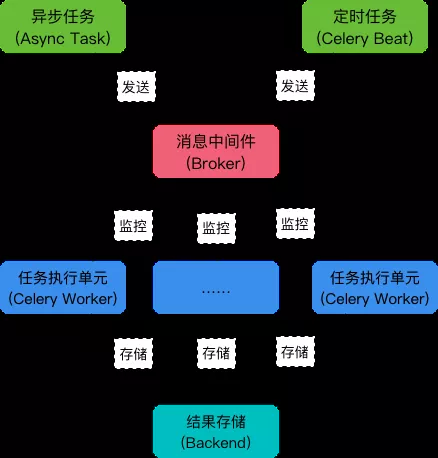 异步任务
(Async Task)
定时任务
(Celery Beat)
发送
发送
消息中间件
(Broker)
监控
监控
监控
任务执行单元
(Celery Worker)
……
任务执行单元
(Celery Worker)
存储
存储
存储
结果存储
(Backend)